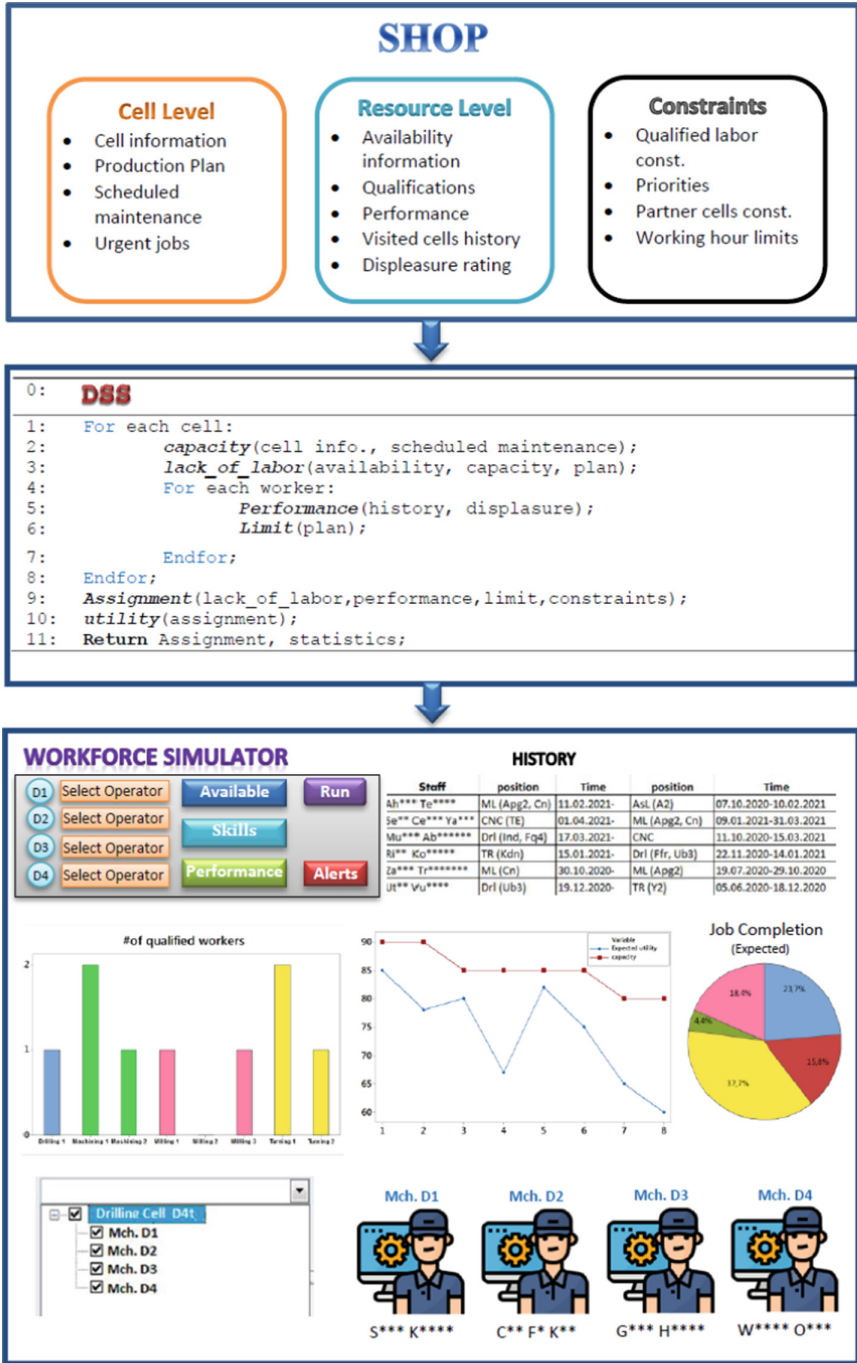 SHOP
Cell Level
• Cell information
• Production Plan
• Scheduled
maintenance
• Urgent jobs
Resource Level
• Availability
information
• Qualifications
• Performance
• Visited cells history
• Displeasure rating
Constraints
• Qualified labor
const.
• Priorities
• Partner cells const.
• Working hour limits
0: DSS
1: For each cell:
2: capacity(cell info., scheduled maintenance);
3: lack_of_labor(availability, capacity, plan);
4: For each worker:
5: Performance(history, displasure);
6: Limit(plan);
7: Endfor;
8: Endfor;
9: Assignment(lack_of_labor,performance,limit,constraints);
10: utility(assignment);
11: Return Assignment, statistics;
WORKFORCE SIMULATOR
D1 Select Operator Available Run
D2 Select Operator
Skills
D3 Select Operator
D4 Select Operator Performance Alerts
HISTORY
Staff position Time position Time
Ah*** Te**** ML (Apg2, Cn) 11.02.2021- AsL (A2) 07.10.2020-10.02.2021
Se** Ce*** Ya*** CNC (TE) 01.04.2021- ML (Apg2, Cn) 09.01.2021-31.03.2021
Mu*** Ab****** Drl (Ind, Fq4) 17.03.2021- CNC 11.10.2020-15.03.2021
Ri** Ko***** TR (Kdn) 15.01.2021- Drl (Ffr, Ub3) 22.11.2020-14.01.2021
Za*** Tr******* ML (Cn) 30.10.2020- ML (Apg2) 19.07.2020-29.10.2020
Ut** Vu**** Drl (Ub3) 19.12.2020- TR (Y2) 05.06.2020-18.12.2020
#of qualified workers
2
1
2
Drilling 1 Machining 1 Machining 2 Milling 1 Milling 2 Milling 3 Turning 1 Turning 2
90
85
80
75
70
65
60
1 2 3 4 5 6 7 8
Variable
Expected utility
capacity
Job Completion
(Expected)
23,7%
15,8%
37,7%
4,4%
18,4%
Drilling Cell D4t
Mch. D1
Mch. D2
Mch. D3
Mch. D4
Mch. D1 Mch. D2 Mch. D3 Mch. D4
S*** K**** C** F* K** G*** H**** W**** O***